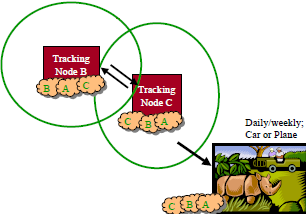 Tracking
Node B
B A C
Tracking
Node C
C B A
Daily/weekly;
Car or Plane
C B A